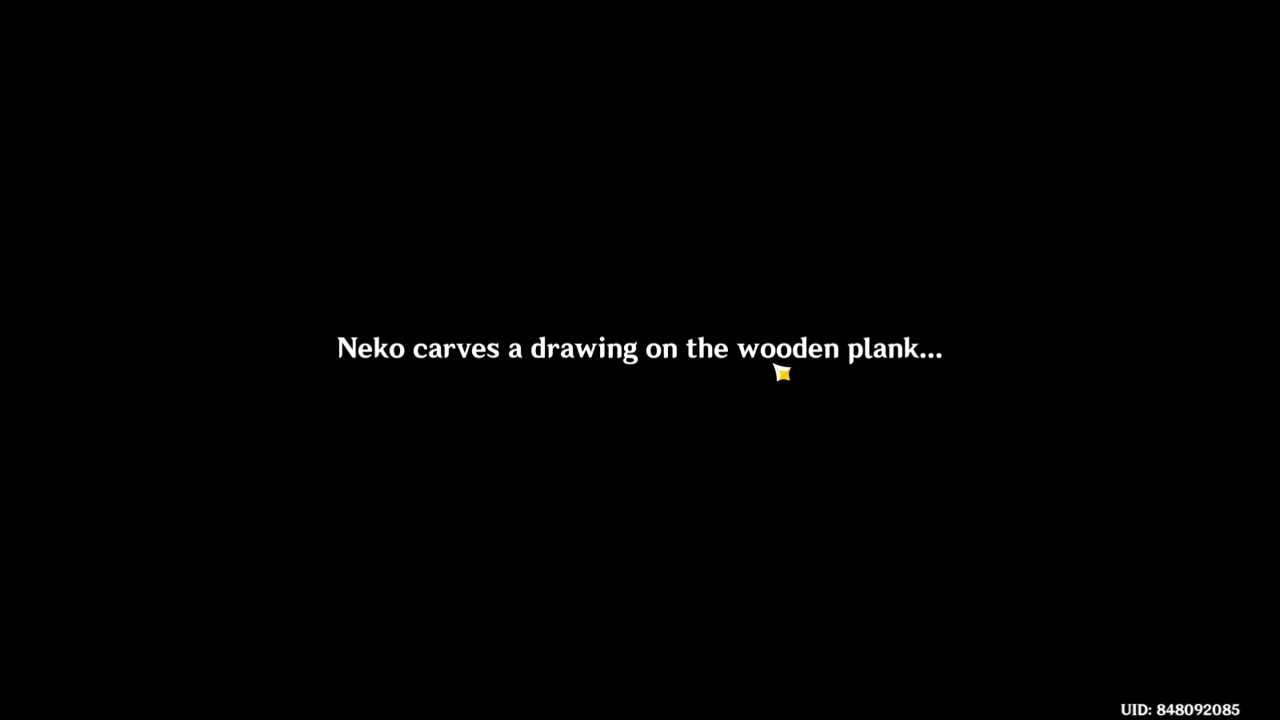 Neko carves a drawing on the wooden plank...
UID: 848092085